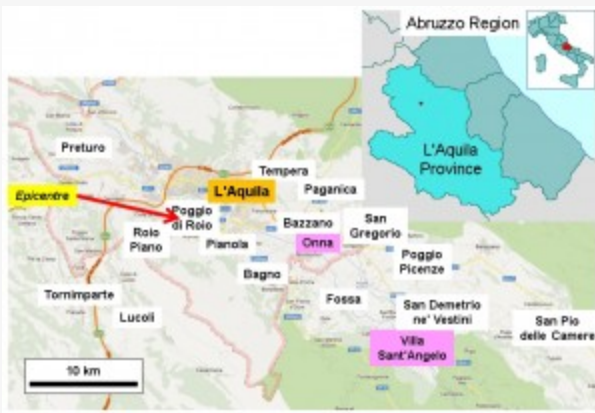 Abruzzo Region
L'Aquila
Province
Preturo
Tempera
L'Aquila
Paganica
Epicentre
Poggio
di Roio
Roio
Piano
Pianola
Bazzano
San
Gregorio
Onna
Poggio
Picenze
Bagno
Tornimparte
Lucoli
Fossa
San Demetrio
ne' Vestini
San Pio
delle Camere
Villa
Sant'Angelo
10 km